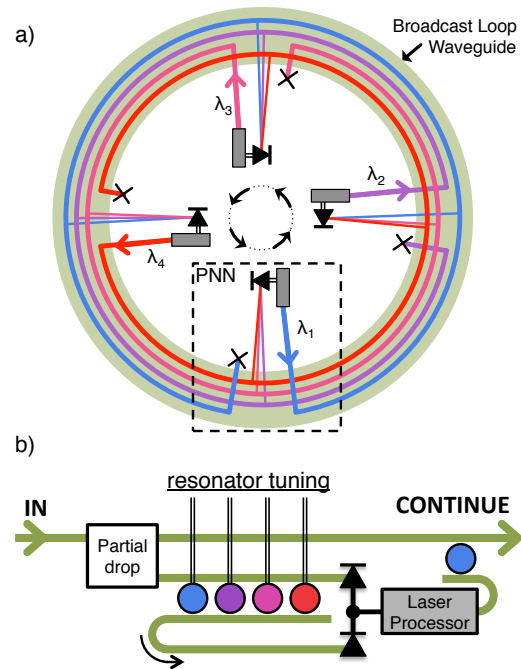 a)
Broadcast Loop
Waveguide
λ3
λ2
λ4
PNN
λ1
b)
resonator tuning
IN
CONTINUE
Partial
drop
Laser
Processor